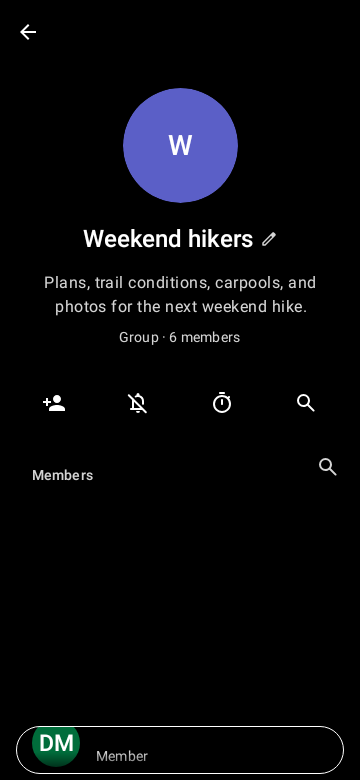 W
Weekend hikers
Plans, trail conditions, carpools, and
photos for the next weekend hike.
Group · 6 members
Members
DM
Member